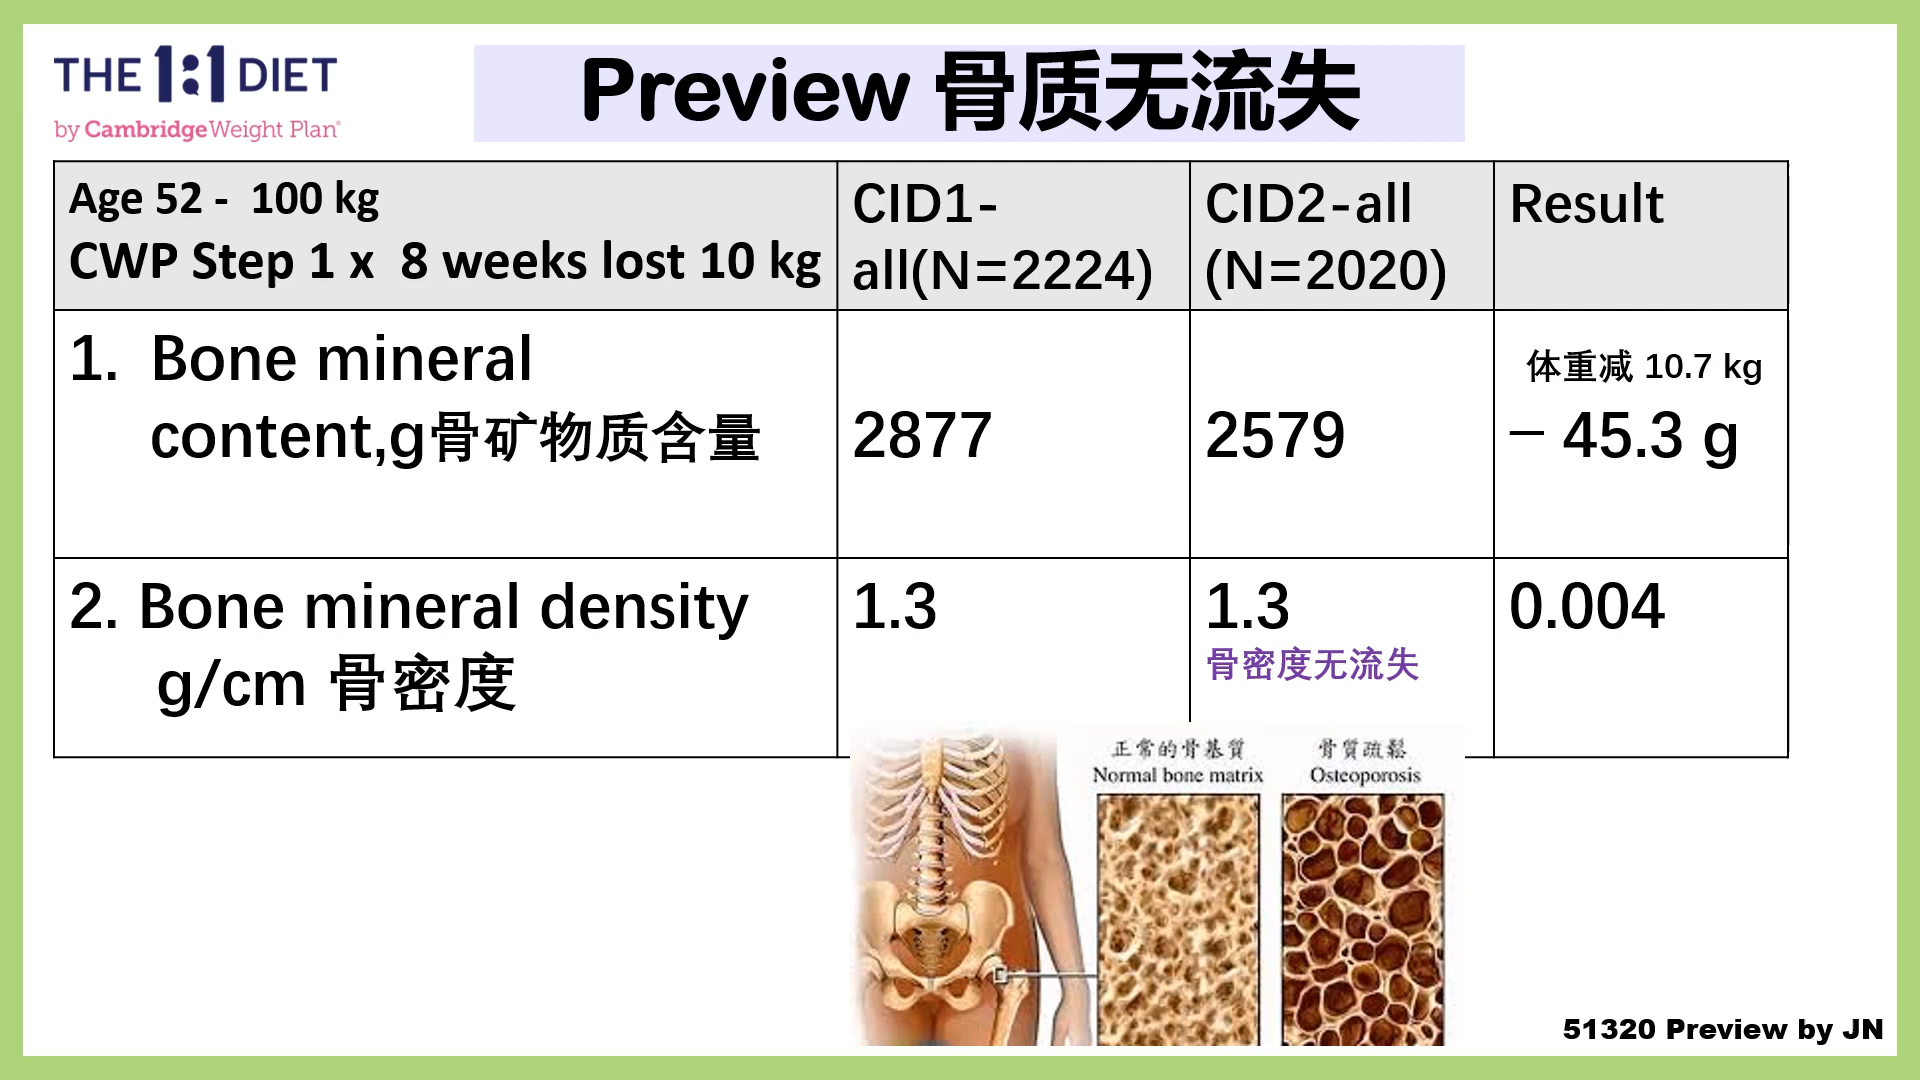 THE 1:1 DIET
by Cambridge Weight Plan®
Preview 骨质无流失
Age 52 -  100 kg
CWP Step 1 x  8 weeks lost 10 kg
CID1-
all(N=2224)
CID2-all
(N=2020)
Result
1.  Bone mineral
content,g骨矿物质含量
2877
2579
体重减 10.7 kg
– 45.3 g
2. Bone mineral density
g/cm 骨密度
1.3
1.3
骨密度无流失
0.004
正常的骨基質
Normal bone matrix
骨質疏鬆
Osteoporosis
51320 Preview by JN